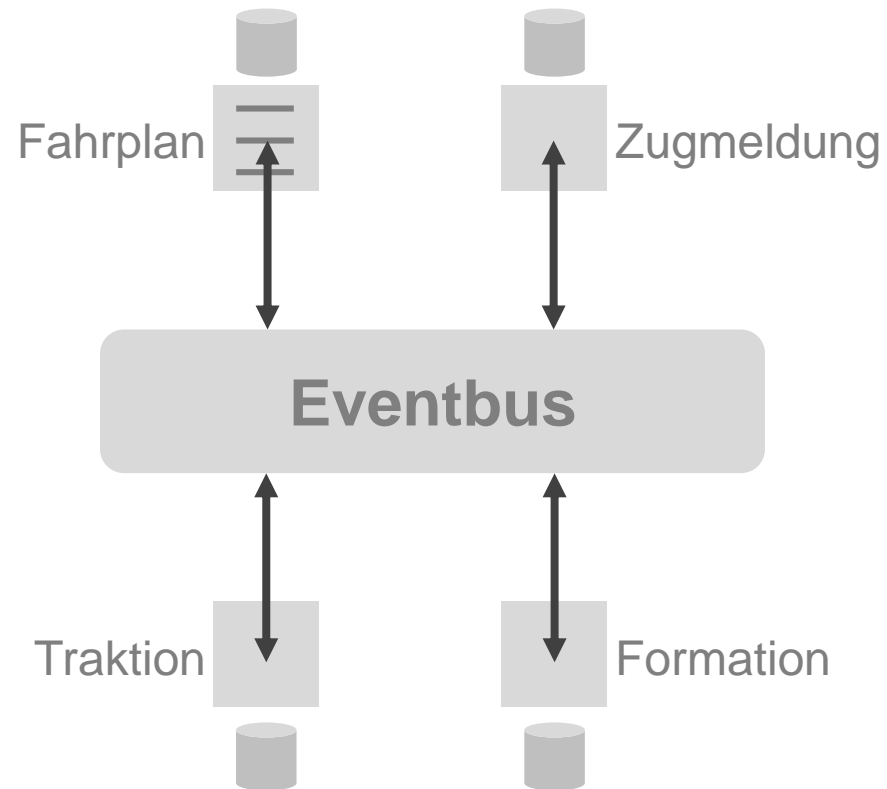 Fahrplan
Zugmeldung
Eventbus
Traktion
Formation